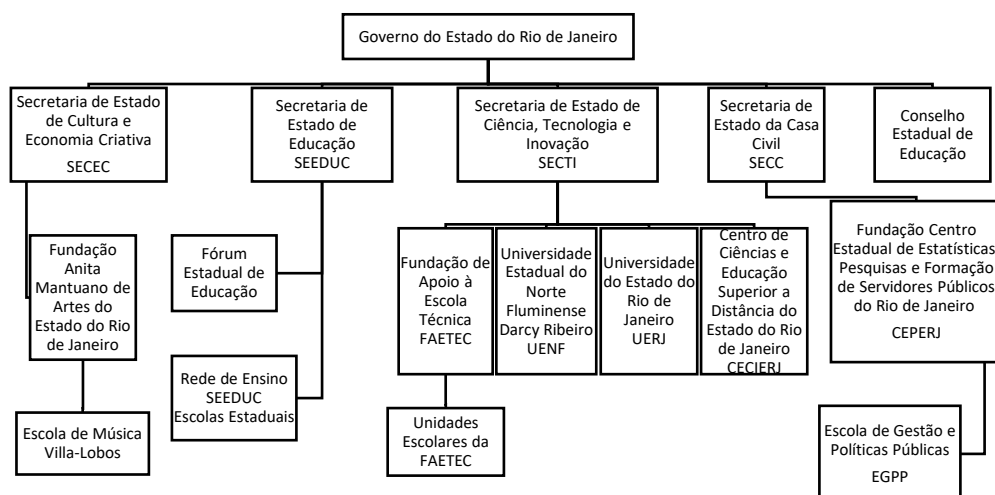 Governo do Estado do Rio de Janeiro
Secretaria de Estado
de Cultura e
Economia Criativa
SECEC
Secretaria de
Estado de
Educação
SEEDUC
Secretaria de Estado de
Ciência, Tecnologia e
Inovação
SECTI
Secretaria de
Estado da Casa
Civil
SECC
Conselho
Estadual de
Educação
Fundação
Anita
Mantuano de
Artes do
Estado do Rio
de Janeiro
Fórum
Estadual de
Educação
Fundação de
Apoio à
Escola
Técnica
FAETEC
Universidade
Estadual do
Norte
Fluminense
Darcy Ribeiro
UENF
Universidade
do Estado do
Rio de
Janeiro
UERJ
Centro de
Ciências e
Educação
Superior a
Distância do
Estado do Rio
de Janeiro
CECIERJ
Fundação Centro
Estadual de Estatísticas
Pesquisas e Formação
de Servidores Públicos
do Rio de Janeiro
CEPERJ
Escola de Música
Villa-Lobos
Rede de Ensino
SEEDUC
Escolas Estaduais
Unidades
Escolares da
FAETEC
Escola de Gestão e
Políticas Públicas
EGPP